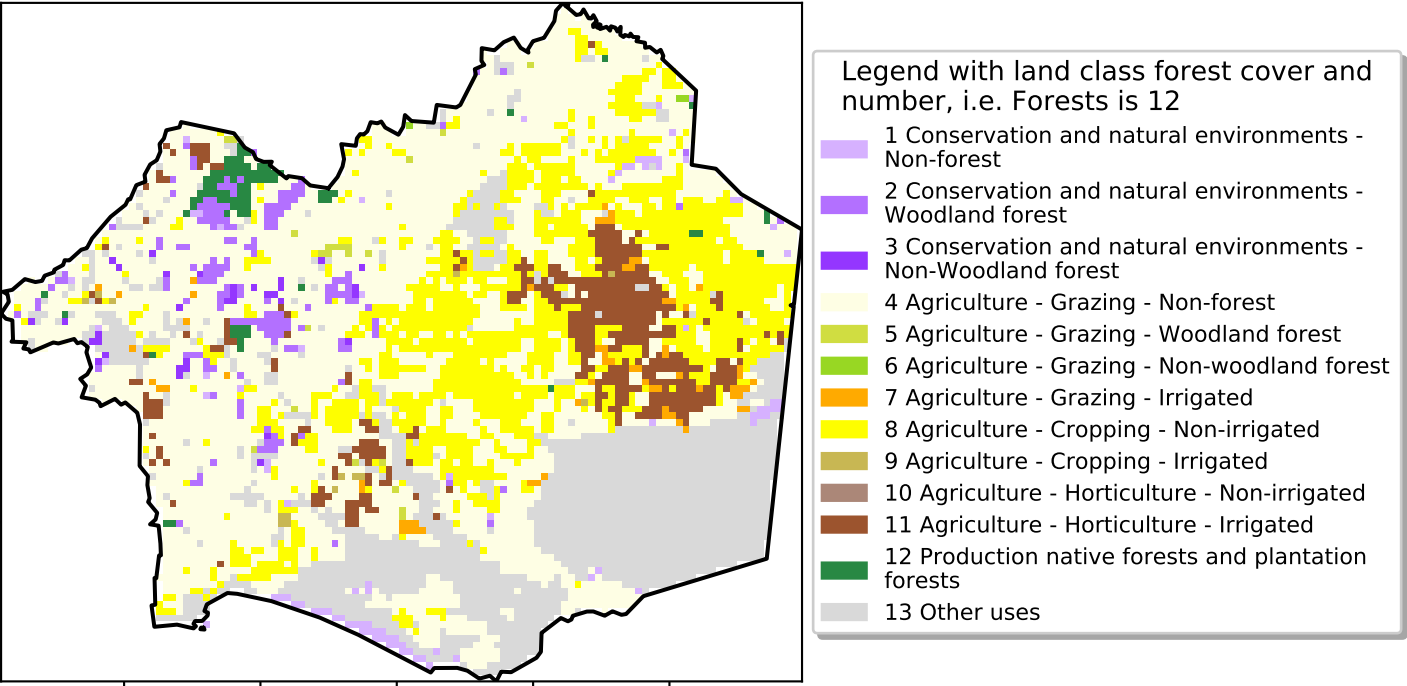 Legend with land class forest cover and
number, i.e. Forests is 12
1 Conservation and natural environments -
Non-forest
2 Conservation and natural environments -
Woodland forest
3 Conservation and natural environments -
Non-Woodland forest
4 Agriculture - Grazing - Non-forest
5 Agriculture - Grazing - Woodland forest
6 Agriculture - Grazing - Non-woodland forest
7 Agriculture - Grazing - Irrigated
8 Agriculture - Cropping - Non-irrigated
9 Agriculture - Cropping - Irrigated
10 Agriculture - Horticulture - Non-irrigated
11 Agriculture - Horticulture - Irrigated
12 Production native forests and plantation
forests
13 Other uses